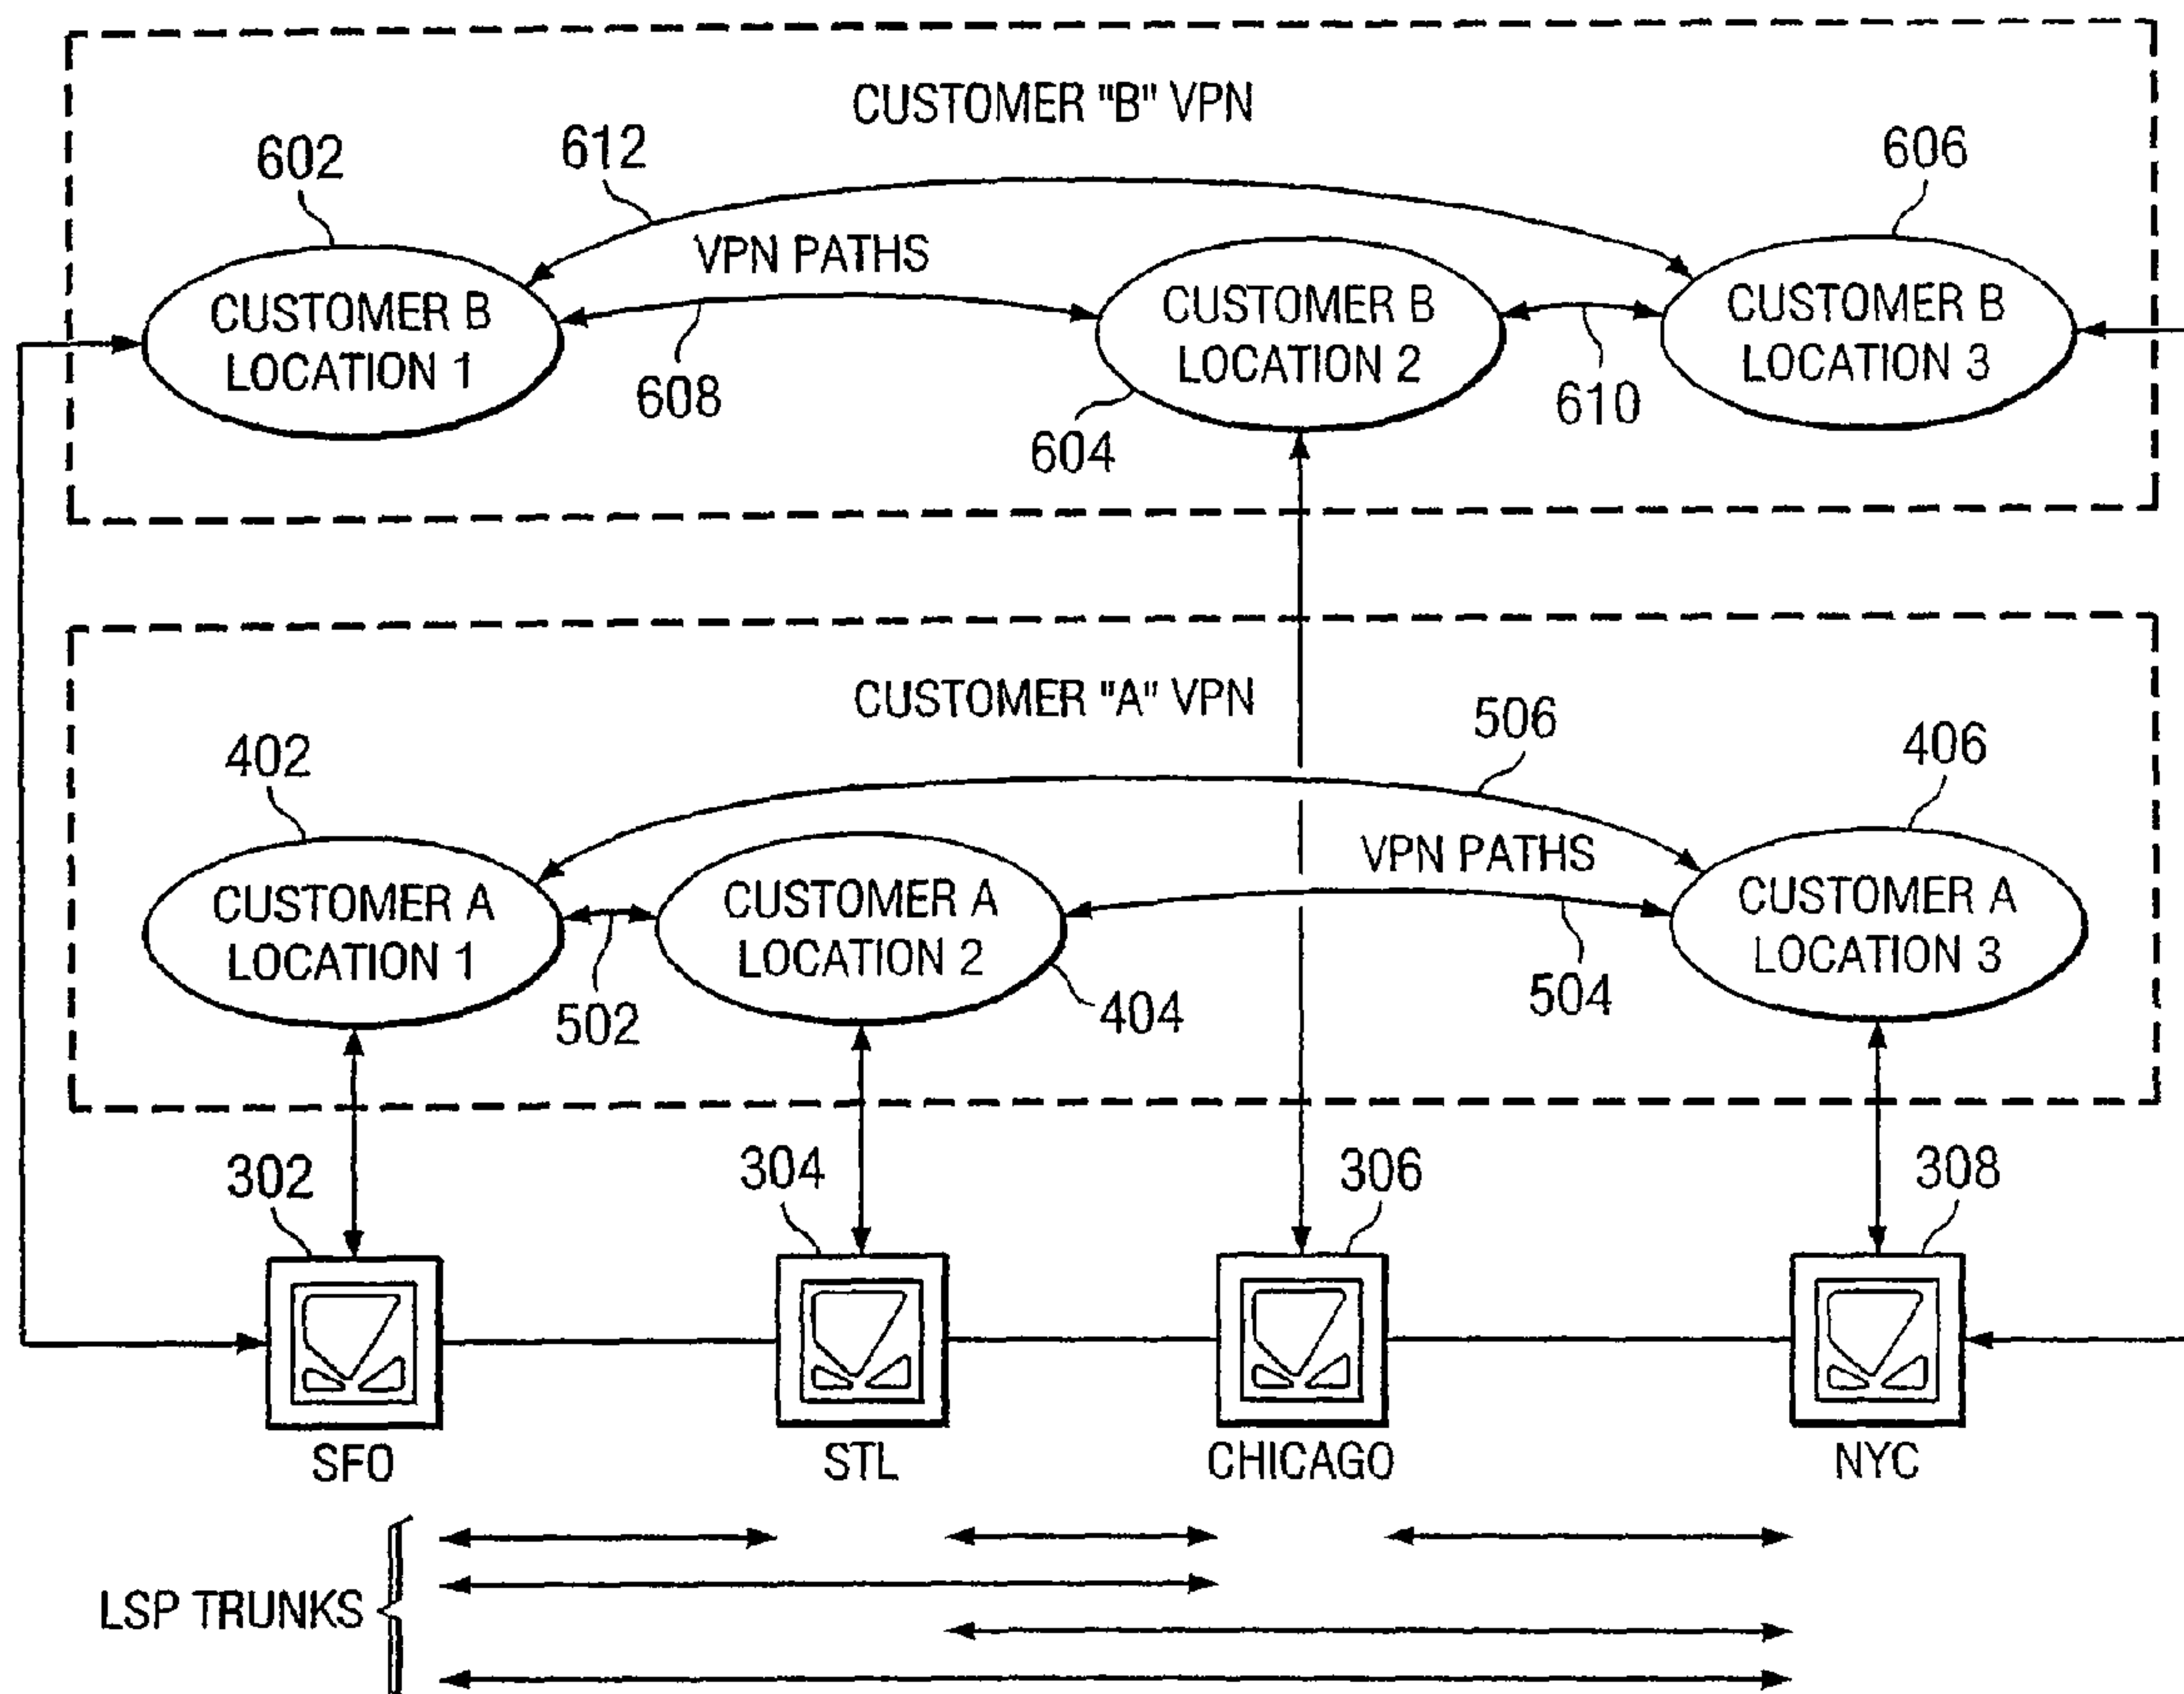 CUSTOMER "B" VPN
602
612
606
VPN PATHS
CUSTOMER B
LOCATION 1
CUSTOMER B
LOCATION 2
CUSTOMER B
LOCATION 3
608
604
610
CUSTOMER "A" VPN
506
402
406
VPN PATHS
CUSTOMER A
LOCATION 1
CUSTOMER A
LOCATION 2
CUSTOMER A
LOCATION 3
502
404
504
302
304
306
308
SFO
STL
CHICAGO
NYC
LSP TRUNKS